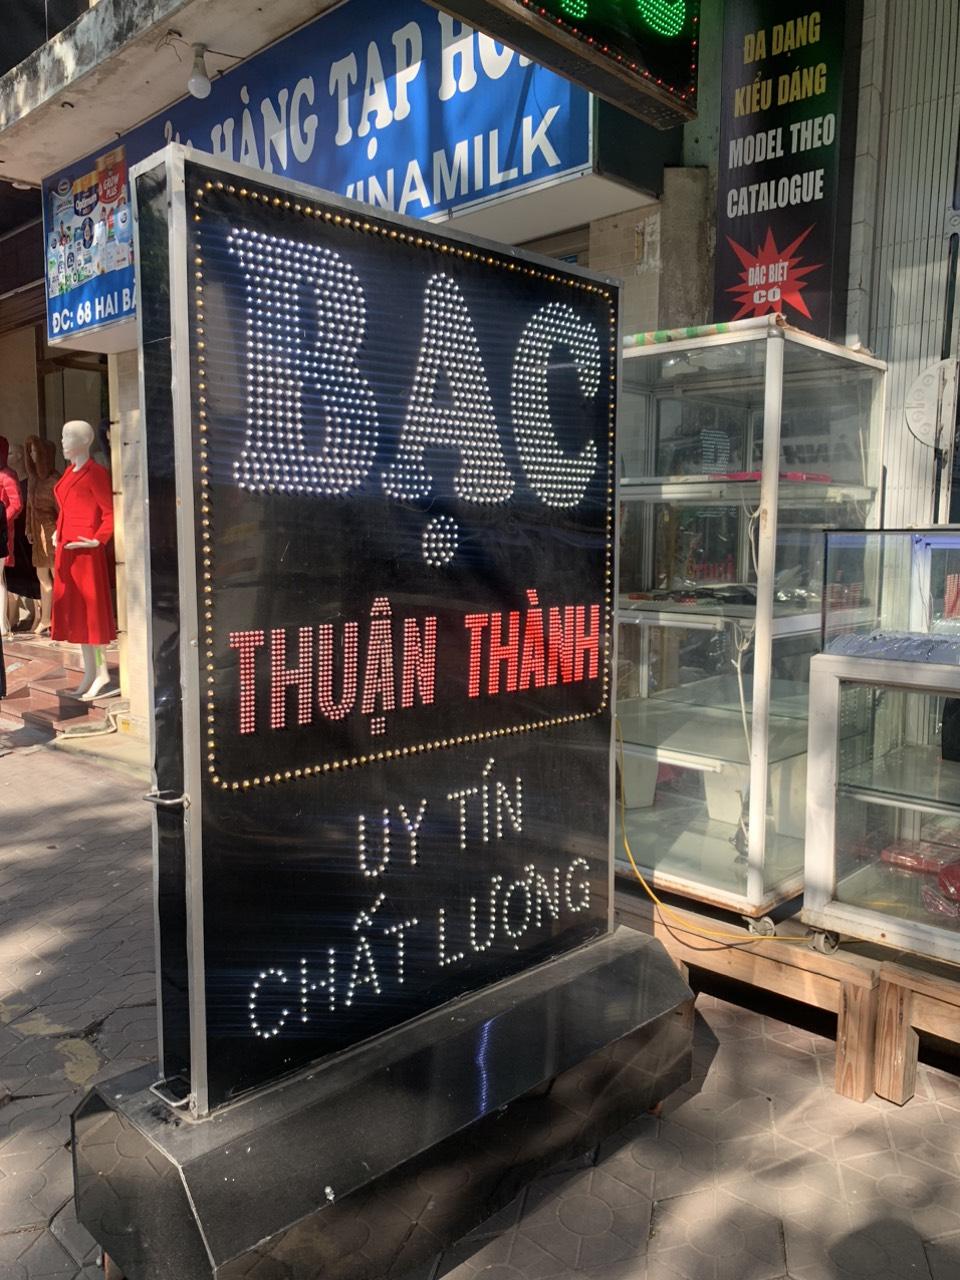 HÀNG TẠP HÓA
VINAMILK
ĐC: 68 HAI BÀ
ĐA DẠNG
KIỂU DÁNG
MODEL THEO
CATALOGUE
ĐẶC BIỆT
CÓ
BẠC
THUẬN THÀNH
UY TÍN
CHẤT LƯỢNG